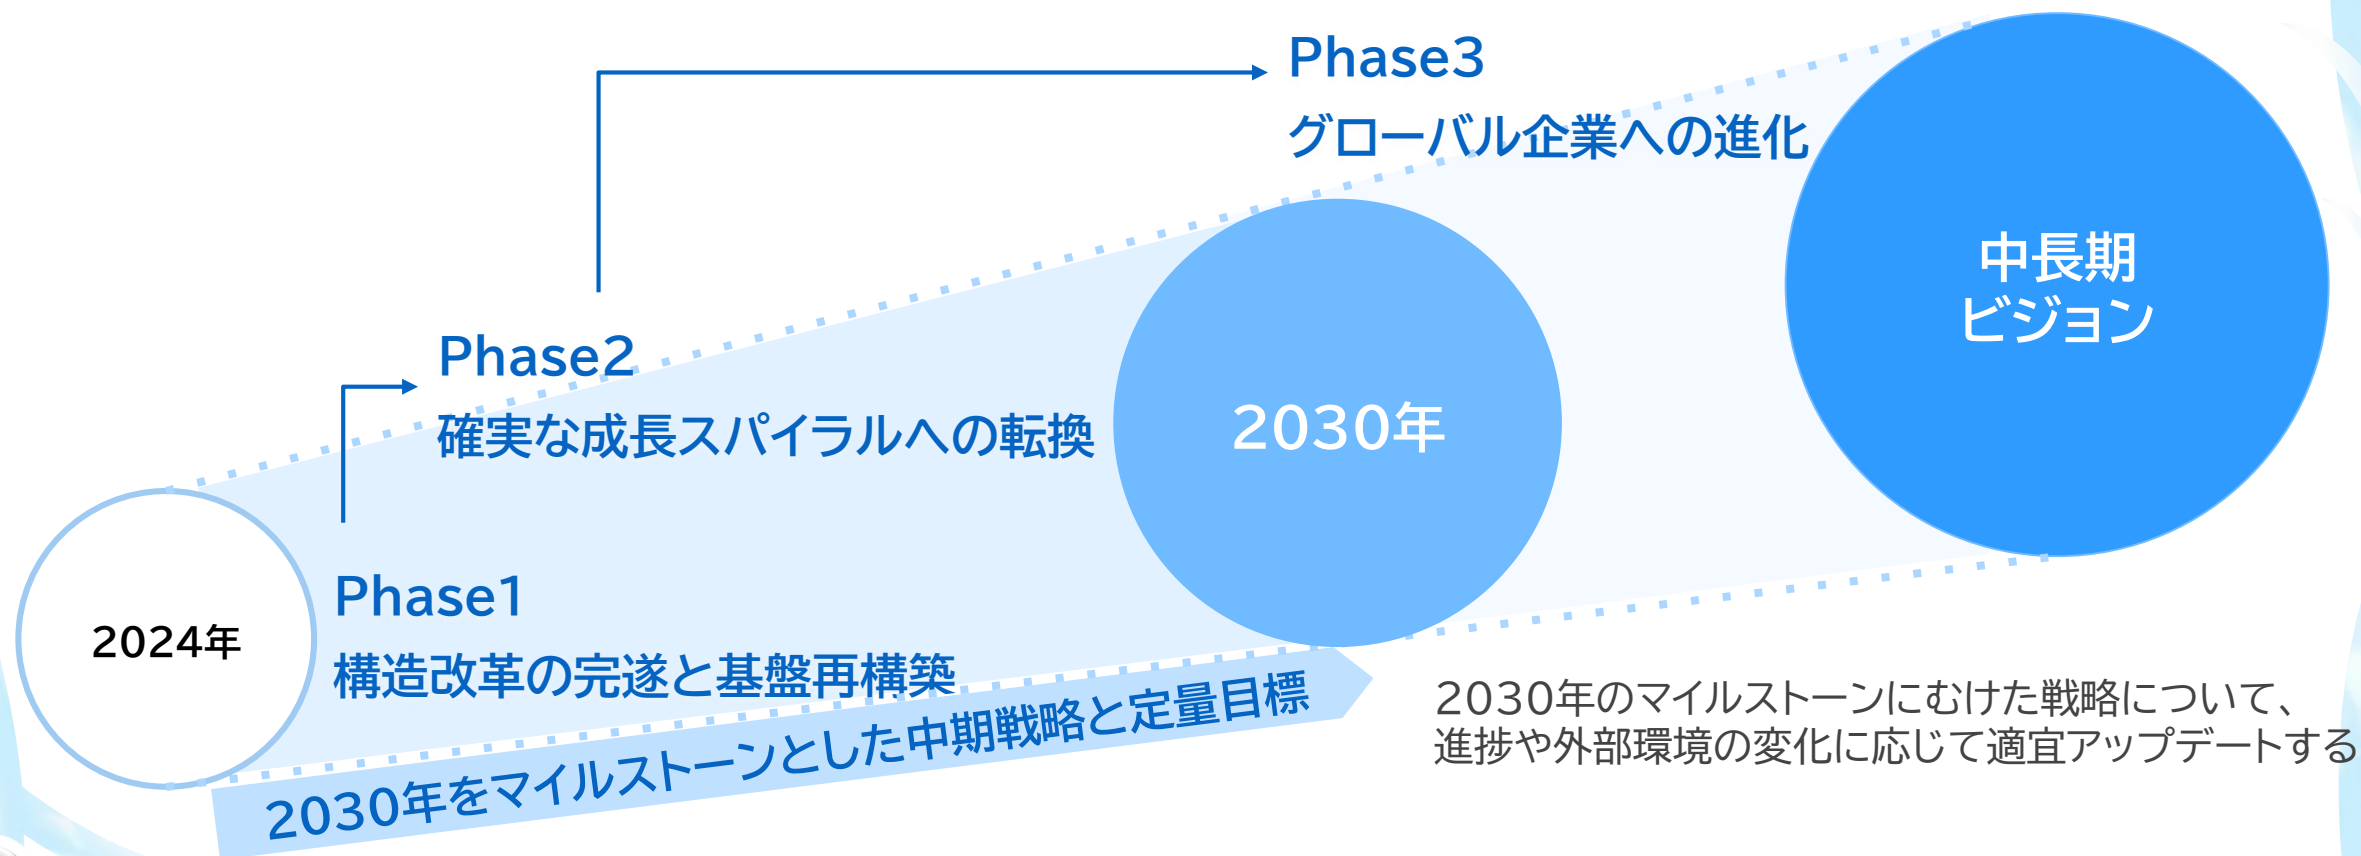 Phase3
グローバル企業への進化
中長期
ビジョン
Phase2
確実な成長スパイラルへの転換
2030年
Phase1
構造改革の完遂と基盤再構築
2024年
2030年をマイルストーンとした中期戦略と定量目標
2030年のマイルストーンにむけた戦略について、
進捗や外部環境の変化に応じて適宜アップデートする